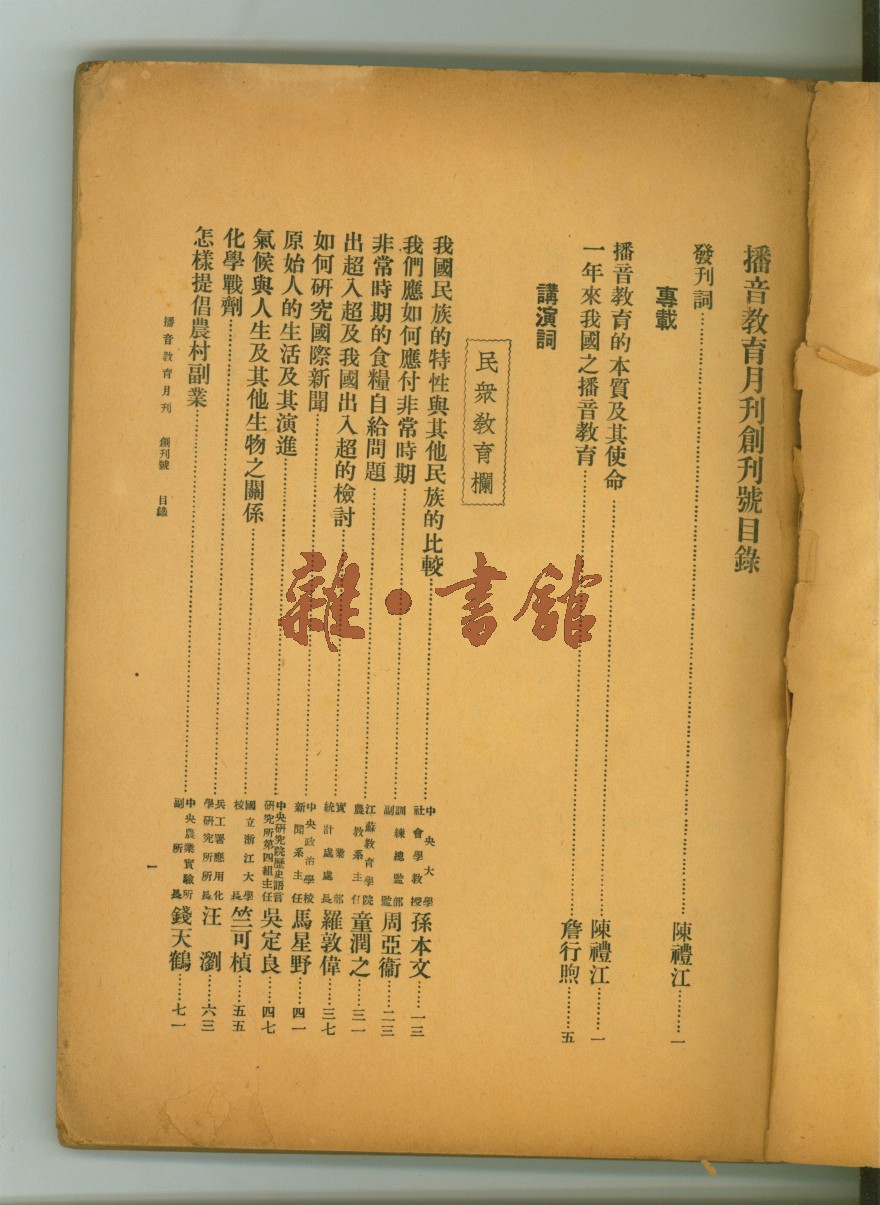 播音教育月刊創刊號目錄
發刊詞……陳禮江……一
專載
播音教育的本質及其使命……陳禮江……一
一年來我國之播音教育……詹行煦……五
講演詞
民衆教育欄
我國民族的特性與其他民族的比較……中央大學社會學教授孫本文……一三
我們應如何應付非常時期……訓練總監部副監周亞衞……二三
非常時期的食糧自給問題……江蘇教育學院農教系主任童潤之……三一
出超入超及我國出入超的檢討……實業部統計處處長羅敦偉……三七
如何研究國際新聞……中央政治學校新聞系主任馬星野……四一
原始人的生活及其演進……中央研究院歷史語言研究所第四組主任吳定良……四七
氣候與人生及其他生物之關係……國立浙江大學校長竺可楨……五五
化學戰劑……兵工署應用化學研究所所長汪瀏……六三
怎樣提倡農村副業……中央農業實驗所副所長錢天鶴……七一
播音教育月刊 創刊號 目錄
一
雜·書館